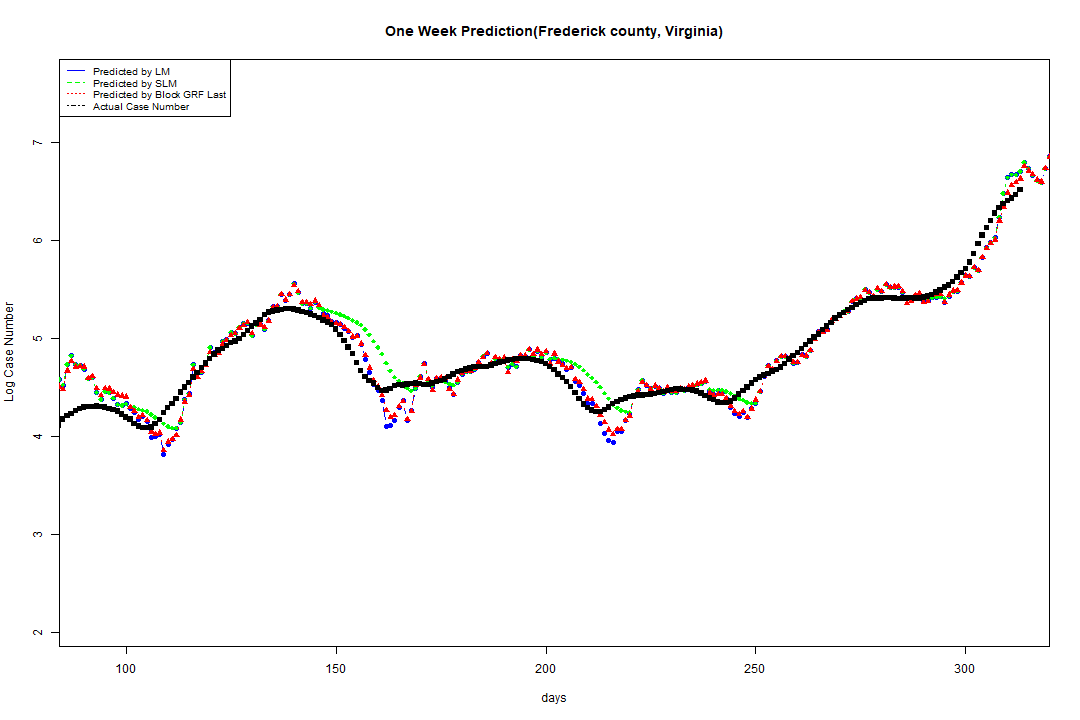 One Week Prediction(Frederick county, Virginia)
Predicted by LM
Predicted by SLM
Predicted by Block GRF Last
Actual Case Number
7
6
5
4
3
2
Log Case Number
100 150 200 250 300
days